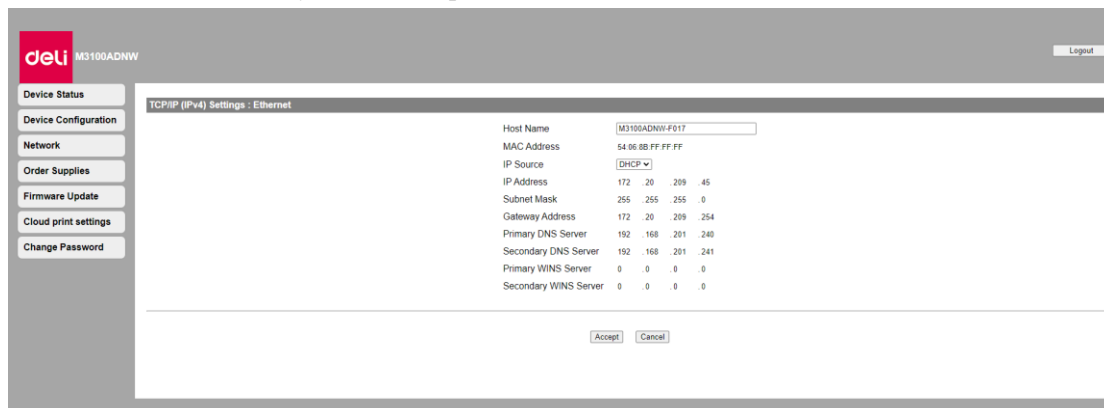 deli M3100ADNW
Logout
Device Status
Device Configuration
Network
Order Supplies
Firmware Update
Cloud print settings
Change Password
TCP/IP (IPv4) Settings : Ethernet
Host Name M3100ADNW-F017
MAC Address 54:06:8B:FF:FF:FF
IP Source DHCP
IP Address 172 . 20 . 209 . 45
Subnet Mask 255 . 255 . 255 . 0
Gateway Address 172 . 20 . 209 . 254
Primary DNS Server 192 . 168 . 201 . 240
Secondary DNS Server 192 . 168 . 201 . 241
Primary WINS Server 0 . 0 . 0 . 0
Secondary WINS Server 0 . 0 . 0 . 0
Accept Cancel